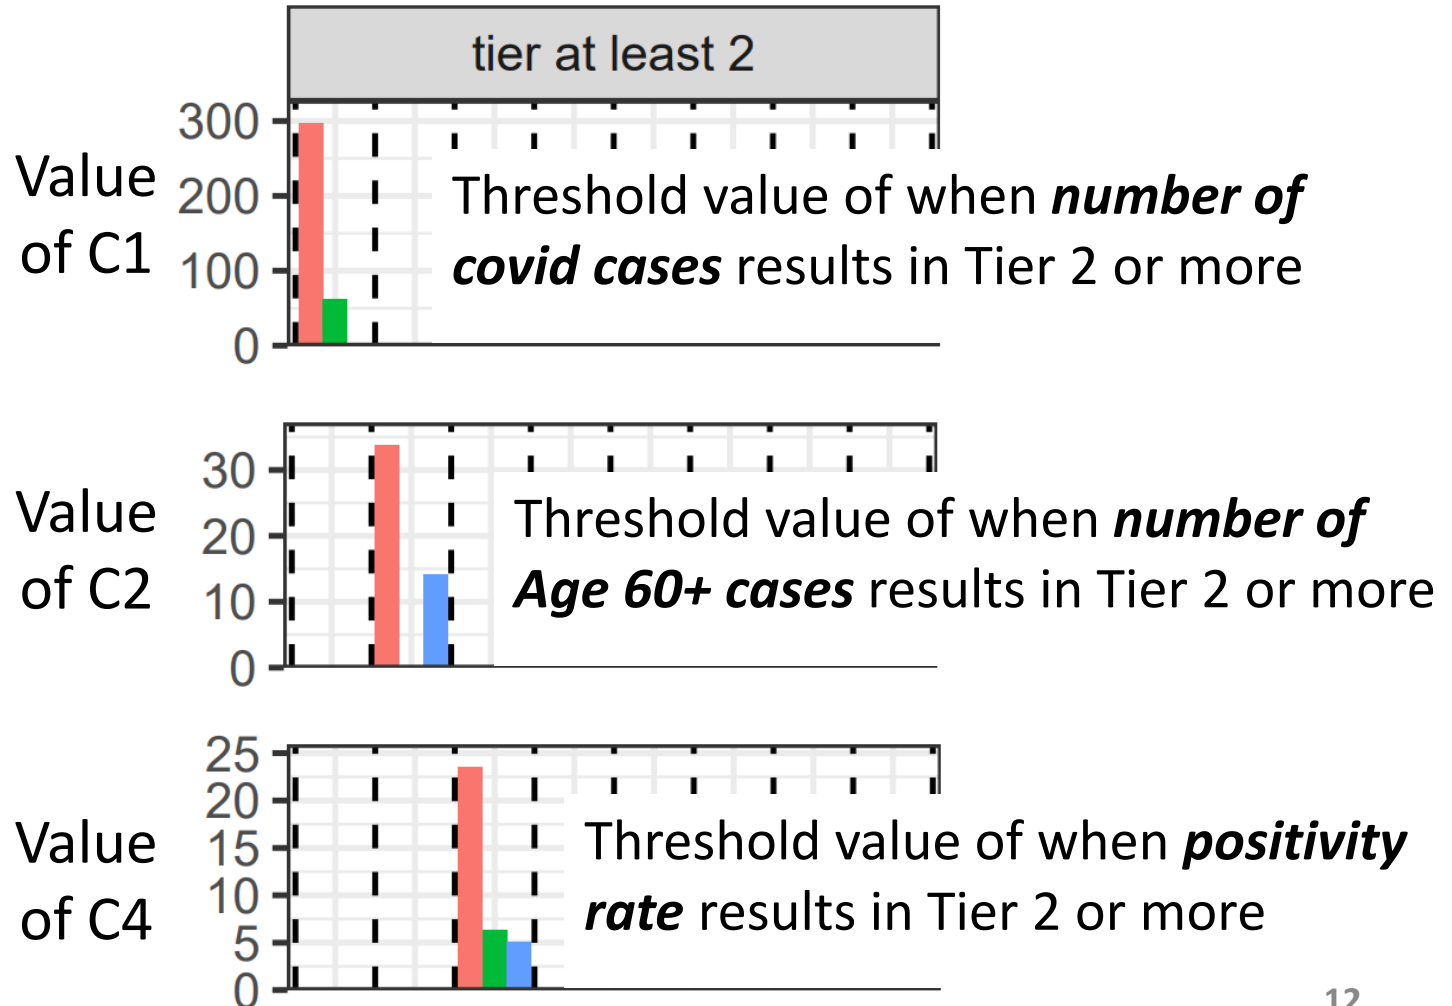 tier at least 2
Value
of C1
300
200
100
0
Threshold value of when number of
covid cases results in Tier 2 or more
Value
of C2
30
20
10
0
Threshold value of when number of
Age 60+ cases results in Tier 2 or more
Value
of C4
25
20
15
10
5
0
Threshold value of when positivity
rate results in Tier 2 or more
12